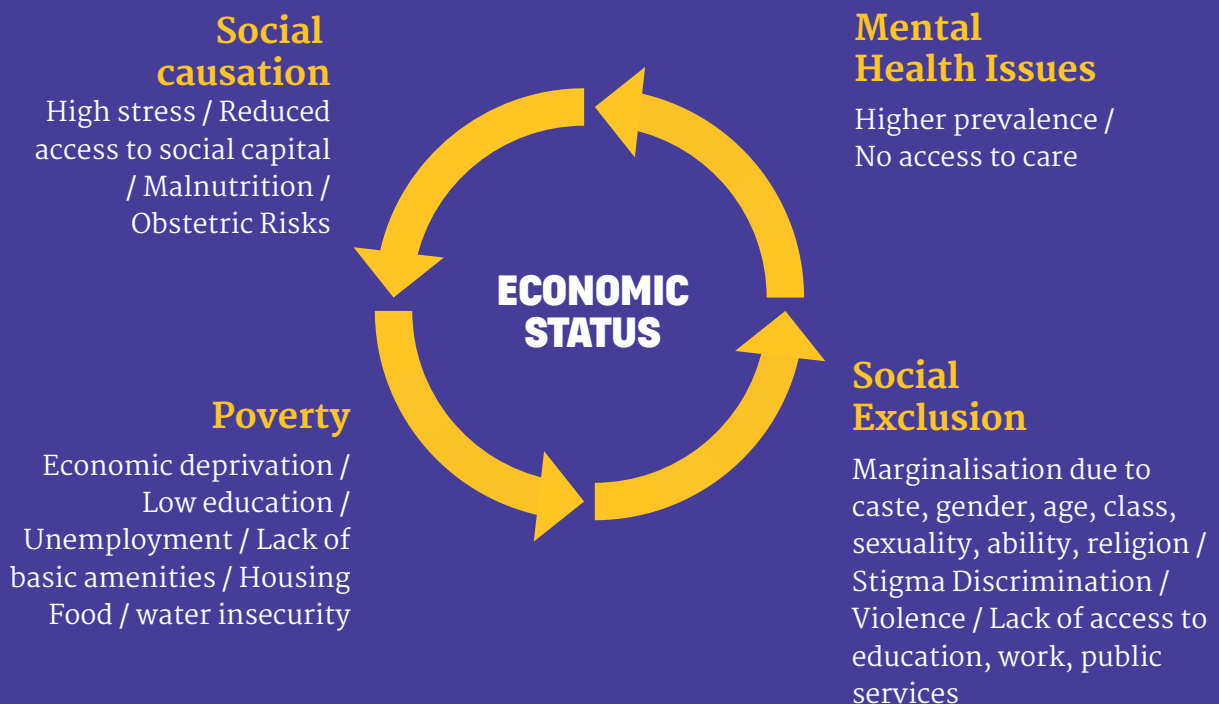 Social
causation
High stress / Reduced
access to social capital
/ Malnutrition /
Obstetric Risks
Mental
Health Issues
Higher prevalence /
No access to care
ECONOMIC
STATUS
Poverty
Economic deprivation /
Low education /
Unemployment / Lack of
basic amenities / Housing
Food / water insecurity
Social
Exclusion
Marginalisation due to
caste, gender, age, class,
sexuality, ability, religion /
Stigma Discrimination /
Violence / Lack of access to
education, work, public
services